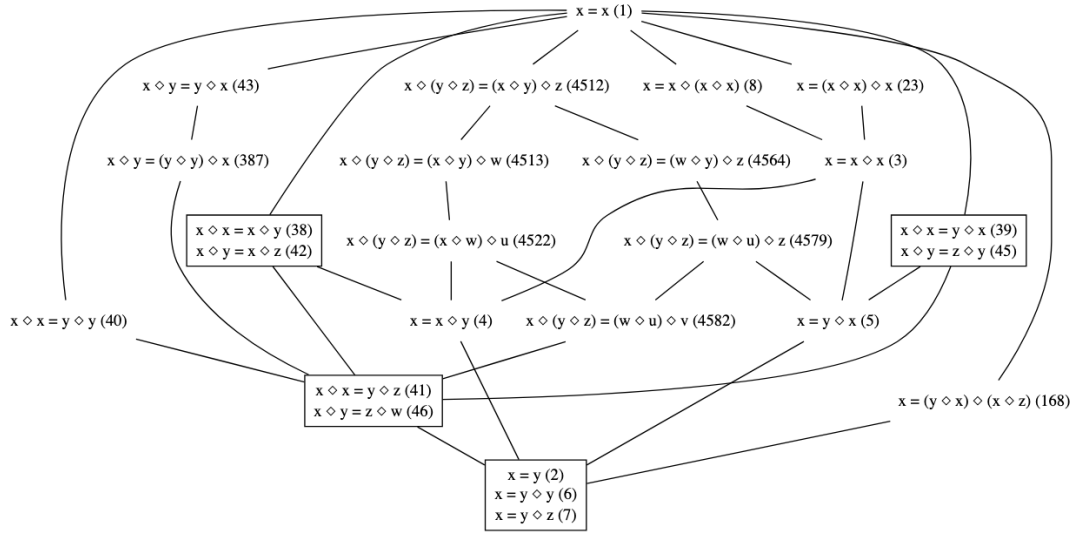 x = x (1)
x ◇ y = y ◇ x (43)
x ◇ (y ◇ z) = (x ◇ y) ◇ z (4512)
x = x ◇ (x ◇ x) (8)
x = (x ◇ x) ◇ x (23)
x ◇ y = (y ◇ y) ◇ x (387)
x ◇ (y ◇ z) = (x ◇ y) ◇ w (4513)
x ◇ (y ◇ z) = (w ◇ y) ◇ z (4564)
x = x ◇ x (3)
x ◇ x = x ◇ y (38)
x ◇ y = x ◇ z (42)
x ◇ (y ◇ z) = (x ◇ w) ◇ u (4522)
x ◇ (y ◇ z) = (w ◇ u) ◇ z (4579)
x ◇ x = y ◇ x (39)
x ◇ y = z ◇ y (45)
x ◇ x = y ◇ y (40)
x = x ◇ y (4)
x ◇ (y ◇ z) = (w ◇ u) ◇ v (4582)
x = y ◇ x (5)
x ◇ x = y ◇ z (41)
x ◇ y = z ◇ w (46)
x = (y ◇ x) ◇ (x ◇ z) (168)
x = y (2)
x = y ◇ y (6)
x = y ◇ z (7)